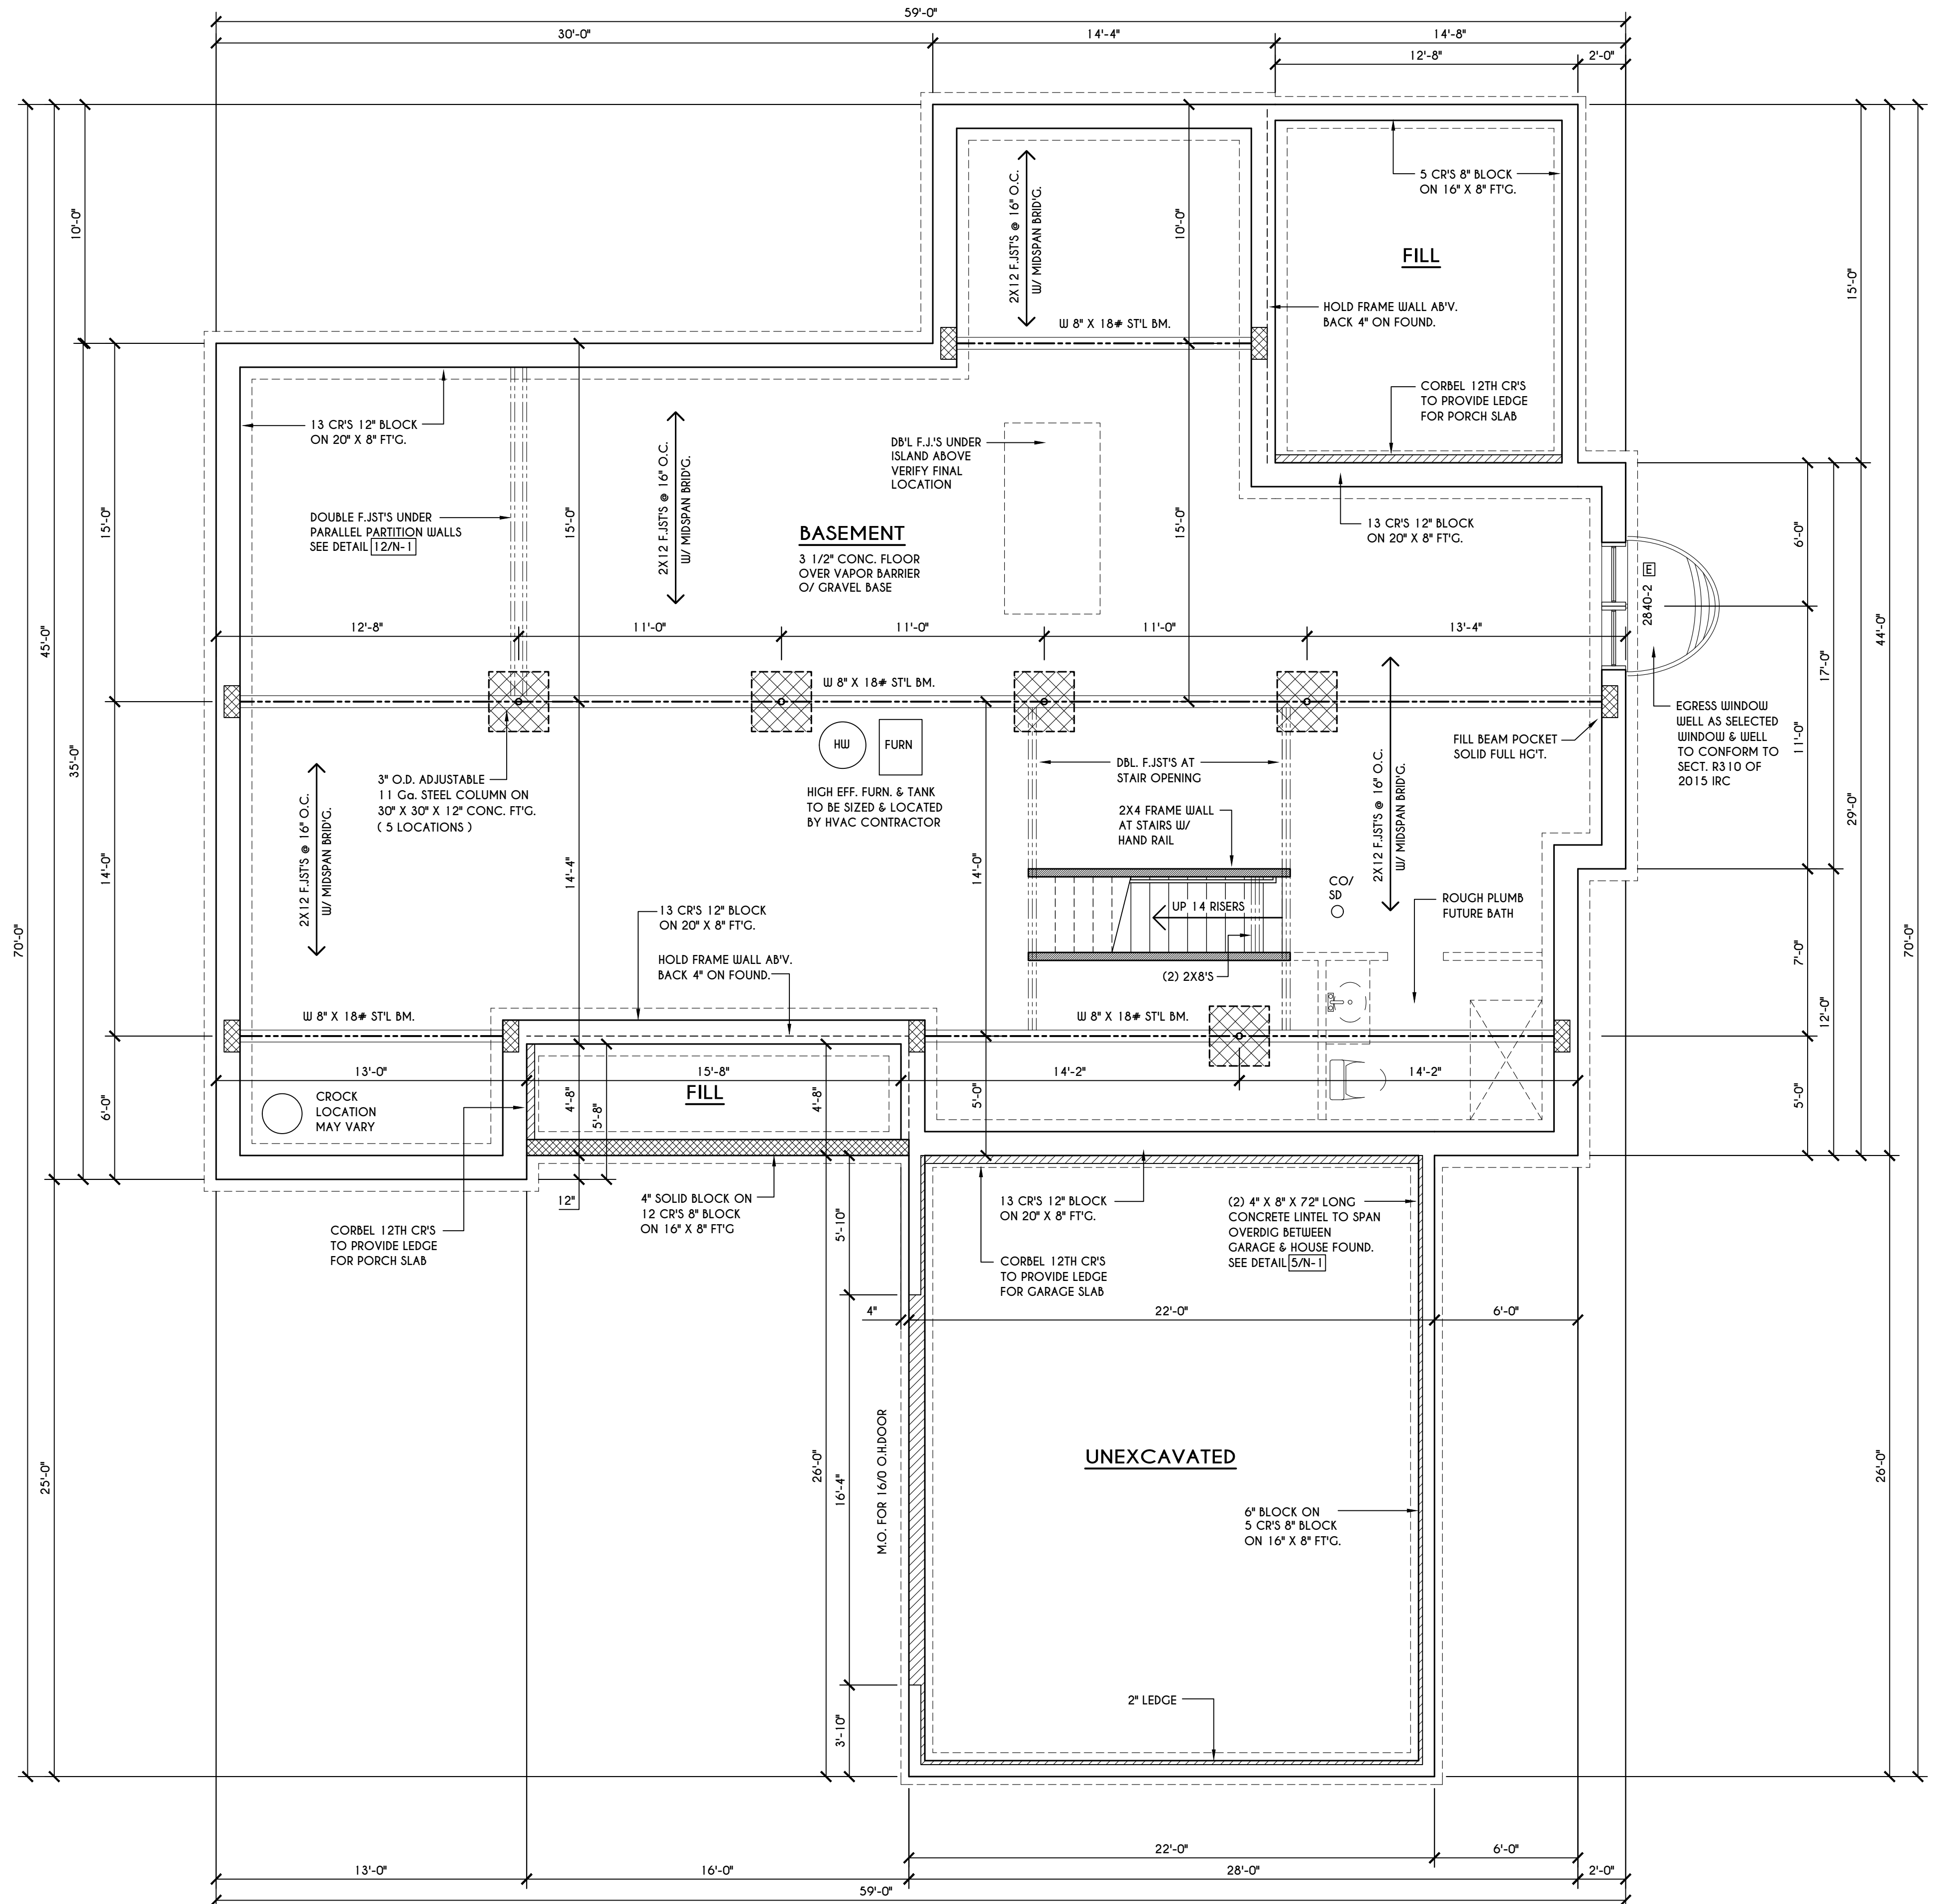 59'-0"
30'-0"
14'-4"
14'-8"
12'-8"
2'-0"
10'-0"
2X12 F.JST'S @ 16" O.C.
W/ MIDSPAN BRID'G.
10'-0"
5 CR'S 8" BLOCK
ON 16" X 8" FT'G.
FILL
15'-0"
HOLD FRAME WALL AB'V.
BACK 4" ON FOUND.
W 8" X 18# ST'L BM.
CORBEL 12TH CR'S
TO PROVIDE LEDGE
FOR PORCH SLAB
13 CR'S 12" BLOCK
ON 20" X 8" FT'G.
DB'L F.J.'S UNDER
ISLAND ABOVE
VERIFY FINAL
LOCATION
2X12 F.JST'S @ 16" O.C.
W/ MIDSPAN BRID'G.
15'-0"
DOUBLE F.JST'S UNDER
PARALLEL PARTITION WALLS
SEE DETAIL 12/N-1
15'-0"
BASEMENT
3 1/2" CONC. FLOOR
OVER VAPOR BARRIER
O/ GRAVEL BASE
15'-0"
13 CR'S 12" BLOCK
ON 20" X 8" FT'G.
6'-0"
2840-2 E
45'-0"
35'-0"
12'-8"
11'-0"
11'-0"
11'-0"
13'-4"
44'-0"
17'-0"
W 8" X 18# ST'L BM.
EGRESS WINDOW
WELL AS SELECTED
WINDOW & WELL
TO CONFORM TO
SECT. R310 OF
2015 IRC
11'-0"
FILL BEAM POCKET
SOLID FULL HG'T.
HW
FURN
HIGH EFF. FURN. & TANK
TO BE SIZED & LOCATED
BY HVAC CONTRACTOR
3" O.D. ADJUSTABLE
11 Ga. STEEL COLUMN ON
30" X 30" X 12" CONC. FT'G.
( 5 LOCATIONS )
DBL. F.JST'S AT
STAIR OPENING
2X4 FRAME WALL
AT STAIRS W/
HAND RAIL
2X12 F.JST'S @ 16" O.C.
W/ MIDSPAN BRID'G.
2X12 F.JST'S @ 16" O.C.
W/ MIDSPAN BRID'G.
29'-0"
14'-0"
14'-4"
14'-0"
CO/
SD
UP 14 RISERS
(2) 2X8'S
ROUGH PLUMB
FUTURE BATH
13 CR'S 12" BLOCK
ON 20" X 8" FT'G.
HOLD FRAME WALL AB'V.
BACK 4" ON FOUND.
70'-0"
70'-0"
7'-0"
12'-0"
W 8" X 18# ST'L BM.
W 8" X 18# ST'L BM.
13'-0"
15'-8"
14'-2"
14'-2"
6'-0"
CROCK
LOCATION
MAY VARY
4'-8"
5'-8"
FILL
4'-8"
5'-0"
5'-0"
12"
4" SOLID BLOCK ON
12 CR'S 8" BLOCK
ON 16" X 8" FT'G
CORBEL 12TH CR'S
TO PROVIDE LEDGE
FOR PORCH SLAB
5'-10"
13 CR'S 12" BLOCK
ON 20" X 8" FT'G.
CORBEL 12TH CR'S
TO PROVIDE LEDGE
FOR GARAGE SLAB
(2) 4" X 8" X 72" LONG
CONCRETE LINTEL TO SPAN
OVERDIG BETWEEN
GARAGE & HOUSE FOUND.
SEE DETAIL 5/N-1
4"
22'-0"
6'-0"
25'-0"
26'-0"
16'-4"
M.O. FOR 16/0 O.H.DOOR
UNEXCAVATED
26'-0"
6" BLOCK ON
5 CR'S 8" BLOCK
ON 16" X 8" FT'G.
2" LEDGE
3'-10"
22'-0"
6'-0"
13'-0"
16'-0"
28'-0"
2'-0"
59'-0"